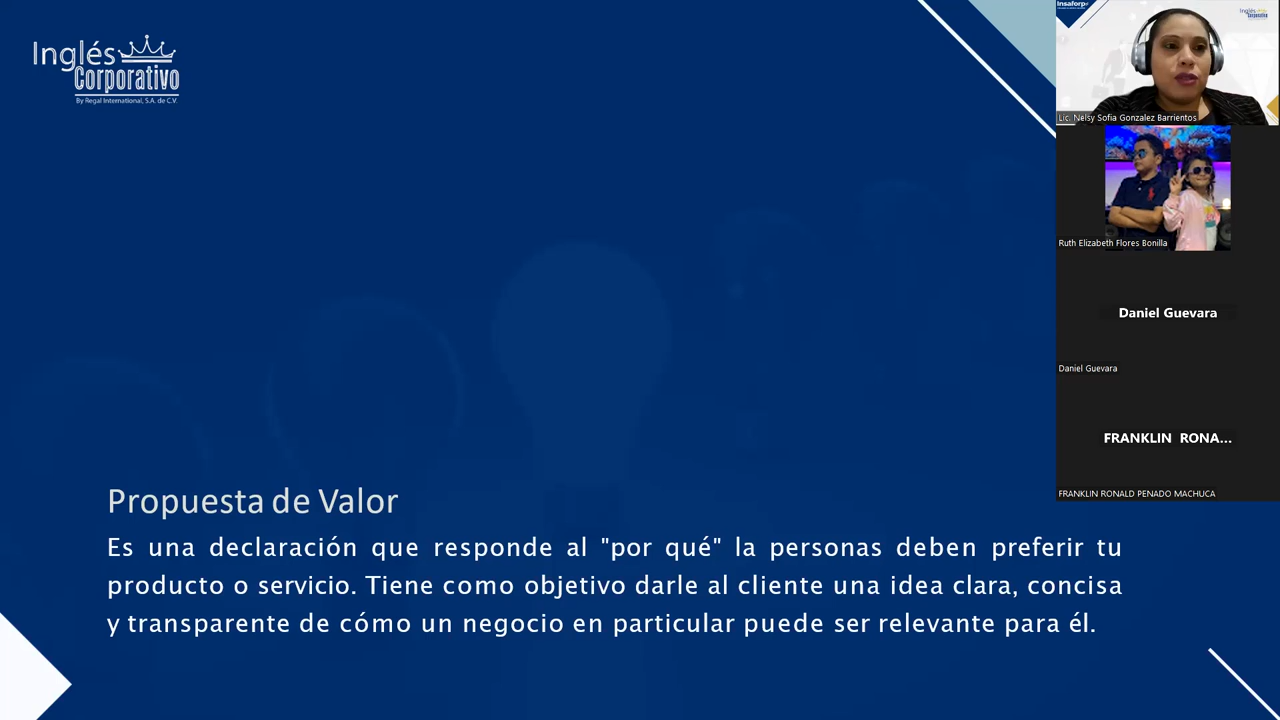 Inglés
Corporativo
By Regal International, S.A. de C.V.
Propuesta de Valor
Es una declaración que responde al "por qué" la personas deben preferir tu
producto o servicio. Tiene como objetivo darle al cliente una idea clara, concisa
y transparente de cómo un negocio en particular puede ser relevante para él.
Insaforp
Inglés
Corporativo
Lic. Nelsy Sofia Gonzalez Barrientos
Ruth Elizabeth Flores Bonilla
Daniel Guevara
Daniel Guevara
FRANKLIN RONA...
FRANKLIN RONALD PENADO MACHUCA